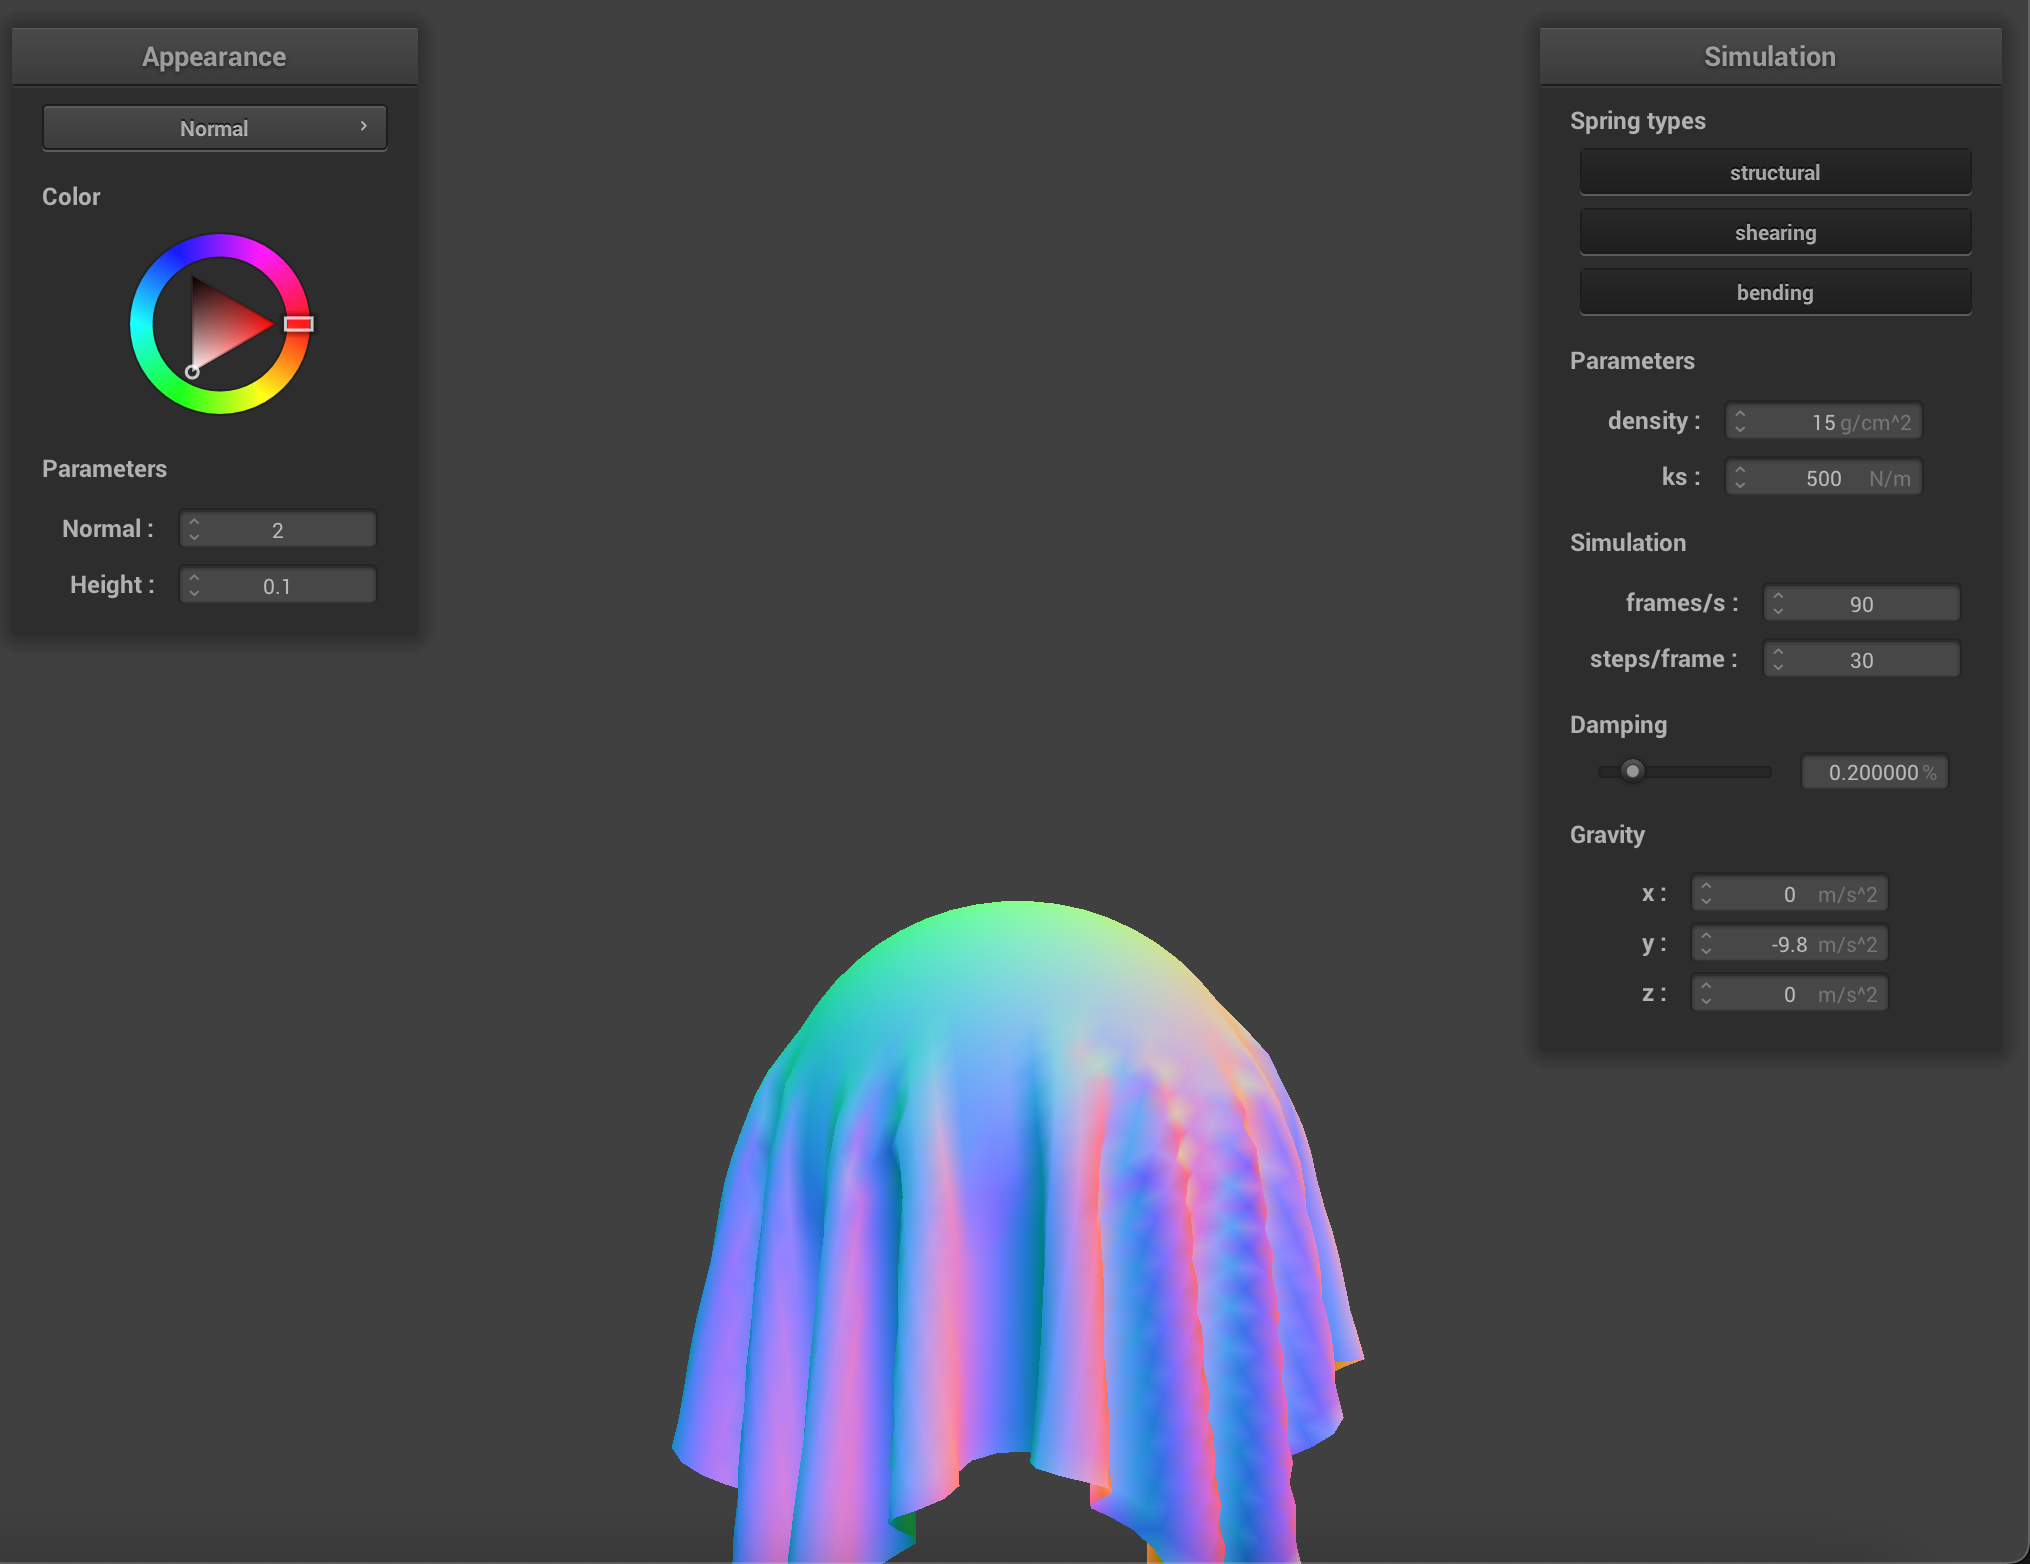 Appearance
Normal
Color
Parameters
Normal : 2
Height : 0.1
Simulation
Spring types
structural
shearing
bending
Parameters
density : 15 g/cm^2
ks : 500 N/m
Simulation
frames/s : 90
steps/frame : 30
Damping
0.200000 %
Gravity
x : 0 m/s^2
y : -9.8 m/s^2
z : 0 m/s^2